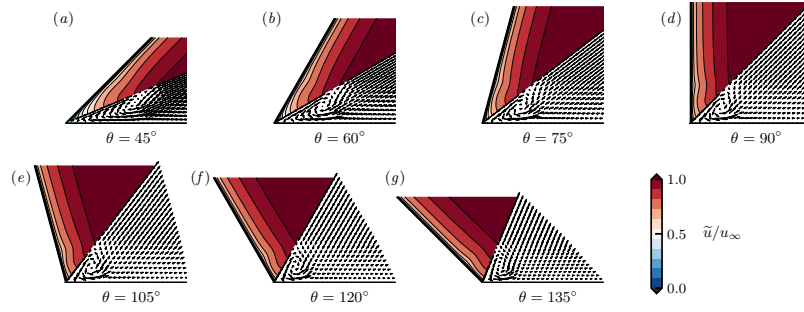 (a)
(b)
(c)
(d)
θ = 45°
θ = 60°
θ = 75°
θ = 90°
(e)
(f)
(g)
1.0
0.5
0.0
ũ/u∞
θ = 105°
θ = 120°
θ = 135°